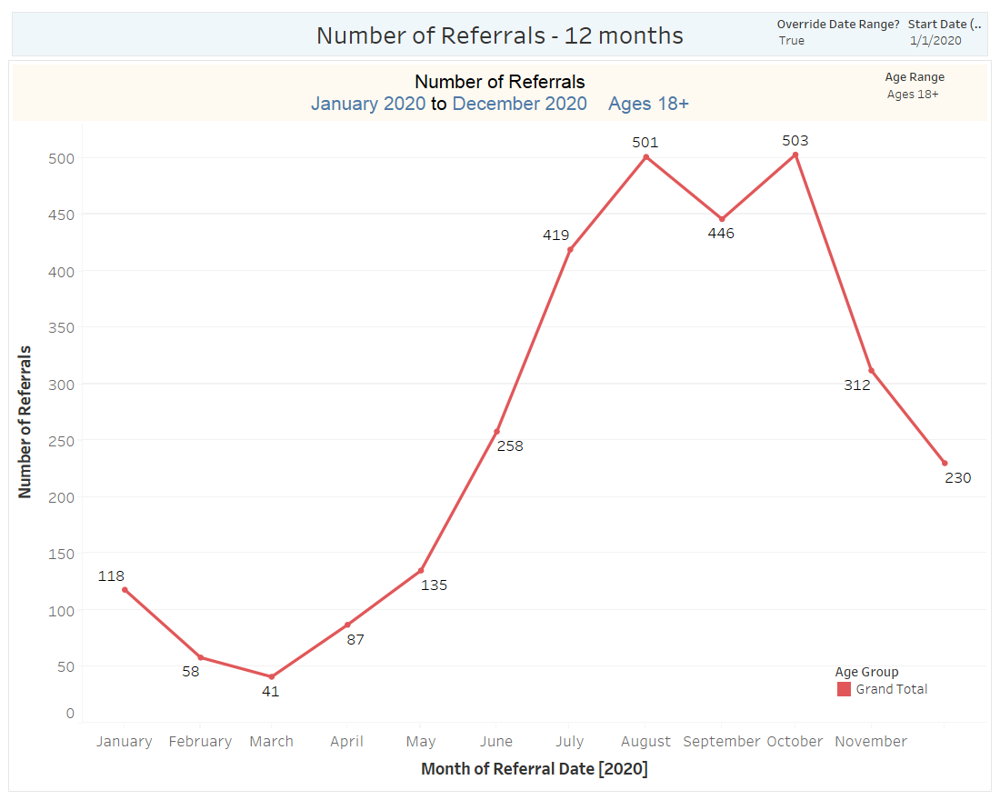 Number of Referrals - 12 months
Override Date Range? Start Date (..
True 1/1/2020
Number of Referrals
January 2020 to December 2020 Ages 18+
Age Range
Ages 18+
Number of Referrals
500
450
400
350
300
250
200
150
100
50
0
118
58
41
87
135
258
419
501
446
503
312
230
Age Group
Grand Total
January February March April May June July August September October November
Month of Referral Date [2020]